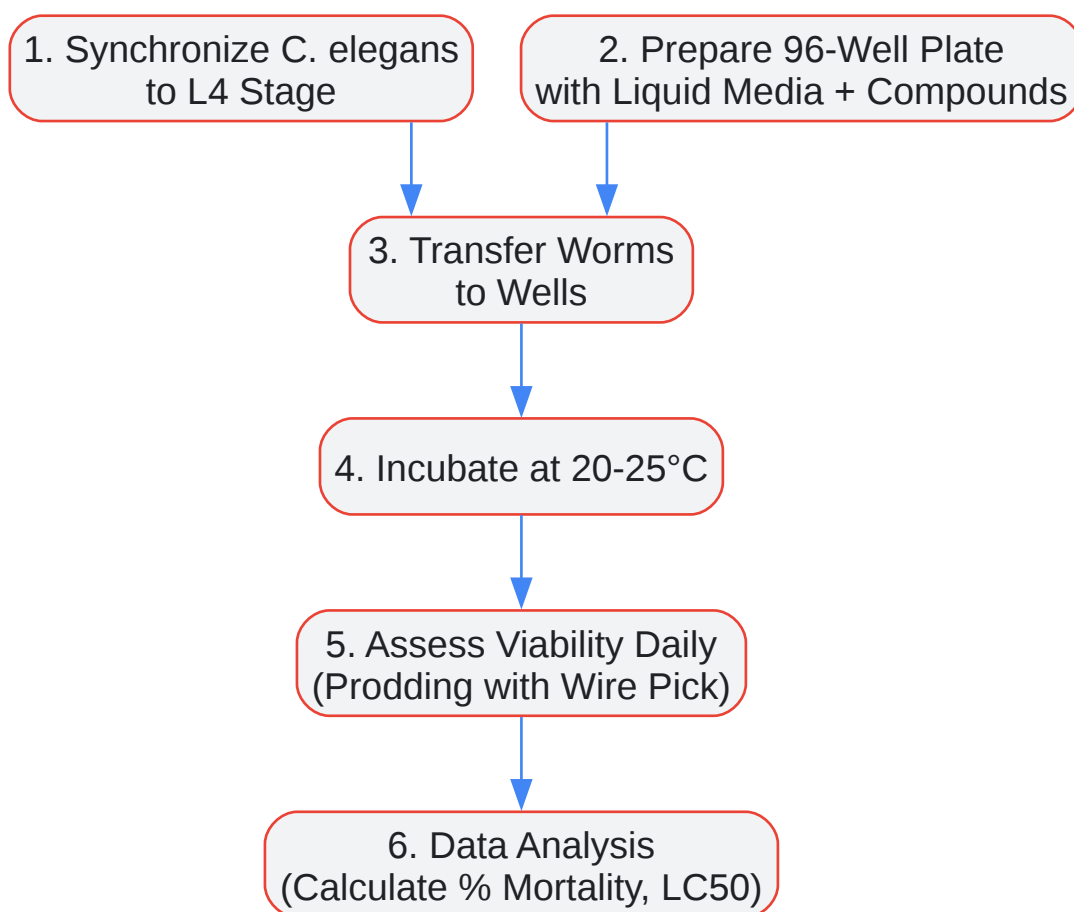 1. Synchronize C. elegans
to L4 Stage
2. Prepare 96-Well Plate
with Liquid Media + Compounds
3. Transfer Worms
to Wells
4. Incubate at 20-25°C
5. Assess Viability Daily
(Prodding with Wire Pick)
6. Data Analysis
(Calculate % Mortality, LC50)